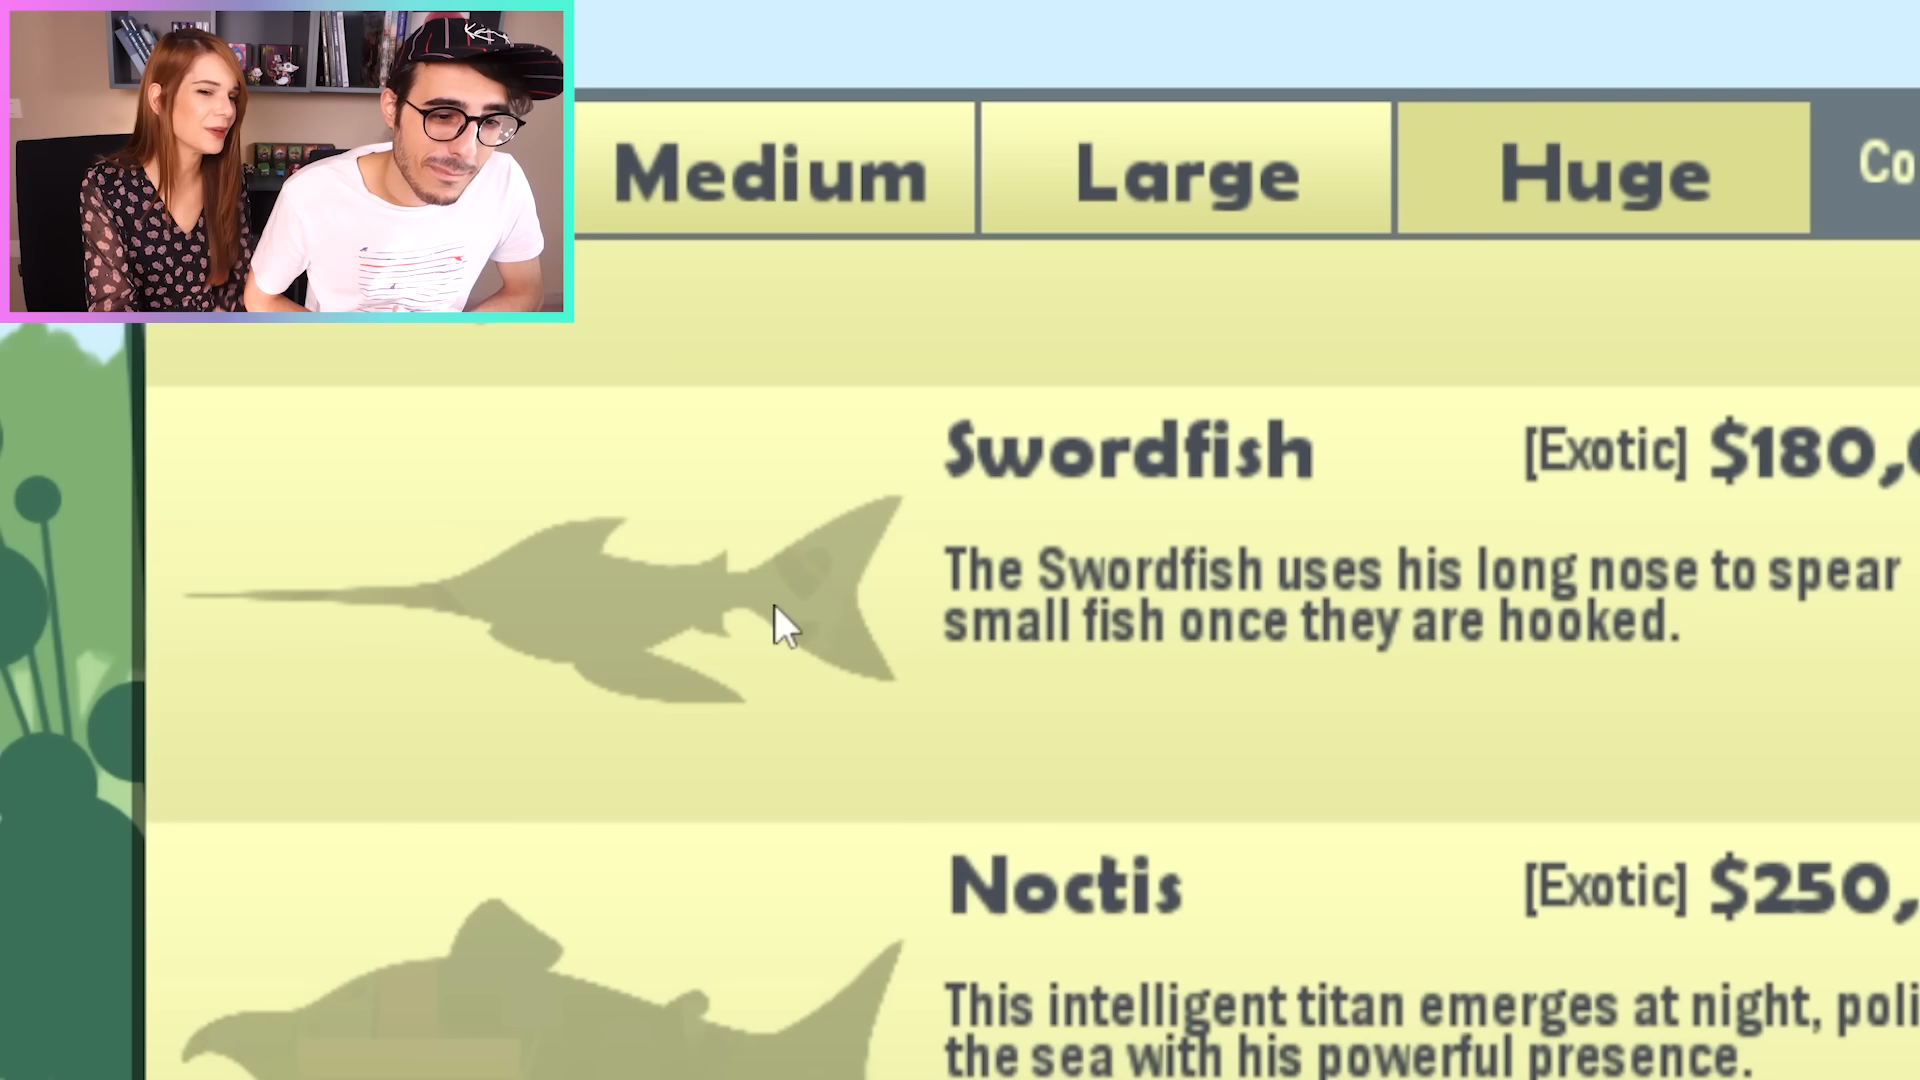 Medium Large Huge Co
Swordfish [Exotic] $180,
The Swordfish uses his long nose to spear
small fish once they are hooked.
Noctis [Exotic] $250,
This intelligent titan emerges at night, poli
the sea with his powerful presence.